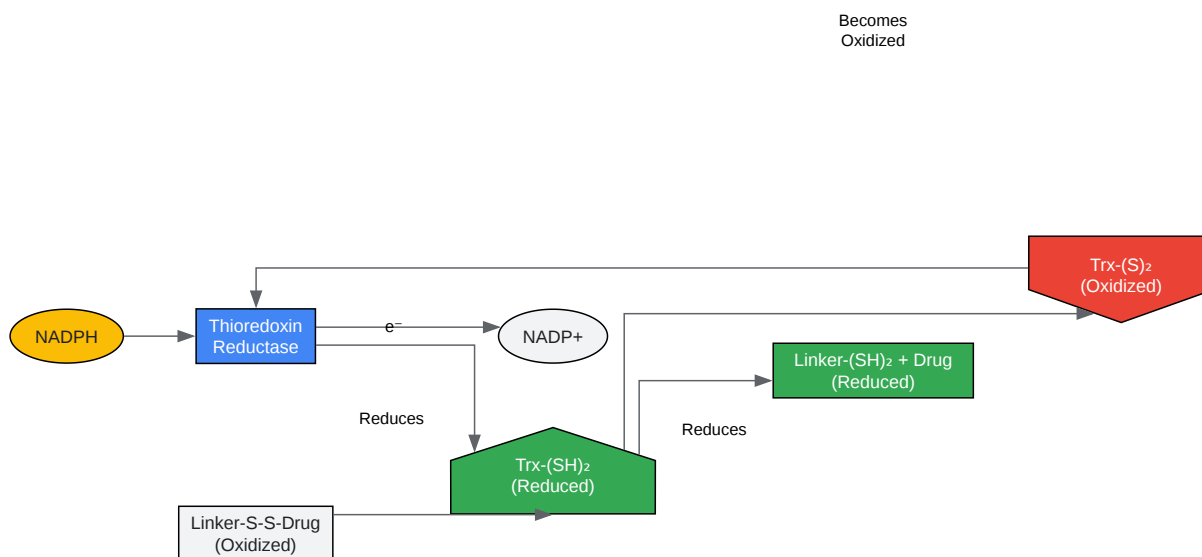 Becomes
Oxidized
Trx-(S)₂
(Oxidized)
NADPH
Thioredoxin
Reductase
e⁻
NADP+
Linker-(SH)₂ + Drug
(Reduced)
Reduces
Reduces
Trx-(SH)₂
(Reduced)
Linker-S-S-Drug
(Oxidized)